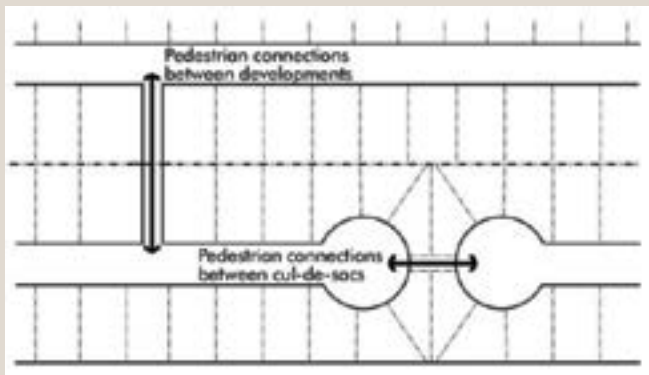 Pedestrian connections
between developments
Pedestrian connections
between cul-de-sacs